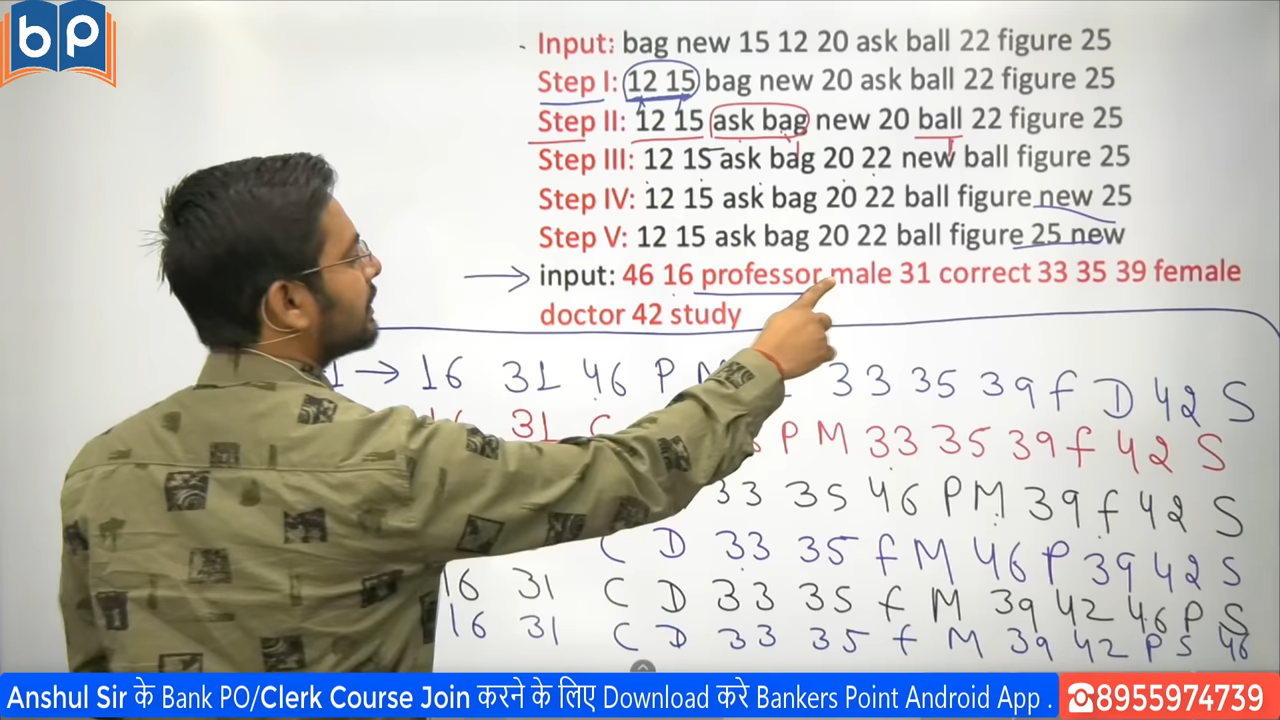 bp
Input: bag new 15 12 20 ask ball 22 figure 25
Step I: 12 15 bag new 20 ask ball 22 figure 25
Step II: 12 15 ask bag new 20 ball 22 figure 25
Step III: 12 15 ask bag 20 22 new ball figure 25
Step IV: 12 15 ask bag 20 22 ball figure new 25
Step V: 12 15 ask bag 20 22 ball figure 25 new
input: 46 16 professor male 31 correct 33 35 39 female
doctor 42 study
1 → 16 31 46 P 33 35 39 f D 42 S
31 C P M 33 35 39 f 42 S
33 35 46 P M 39 f 42 S
C D 33 35 f M 46 P 39 42 S
16 31 C D 33 35 f M 39 42 46 P S
16 31 C D 33 35 f M 39 42 P S 46
Anshul Sir के Bank PO/Clerk Course Join करने के लिए Download करे Bankers Point Android App . ☎8955974739